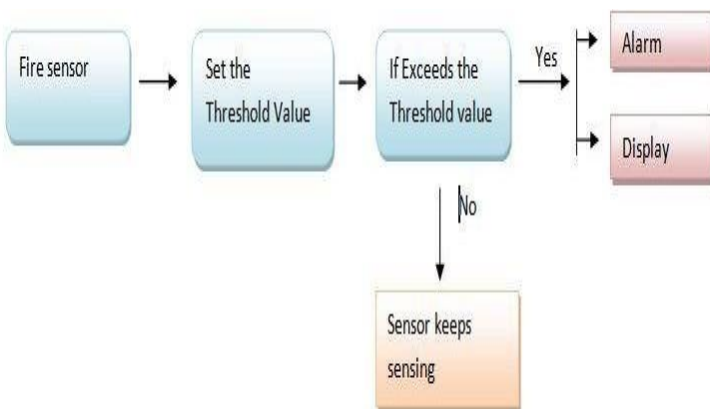 Fire sensor
Set the
Threshold Value
If Exceeds the
Threshold value
Yes
Alarm
Display
No
Sensor keeps
sensing